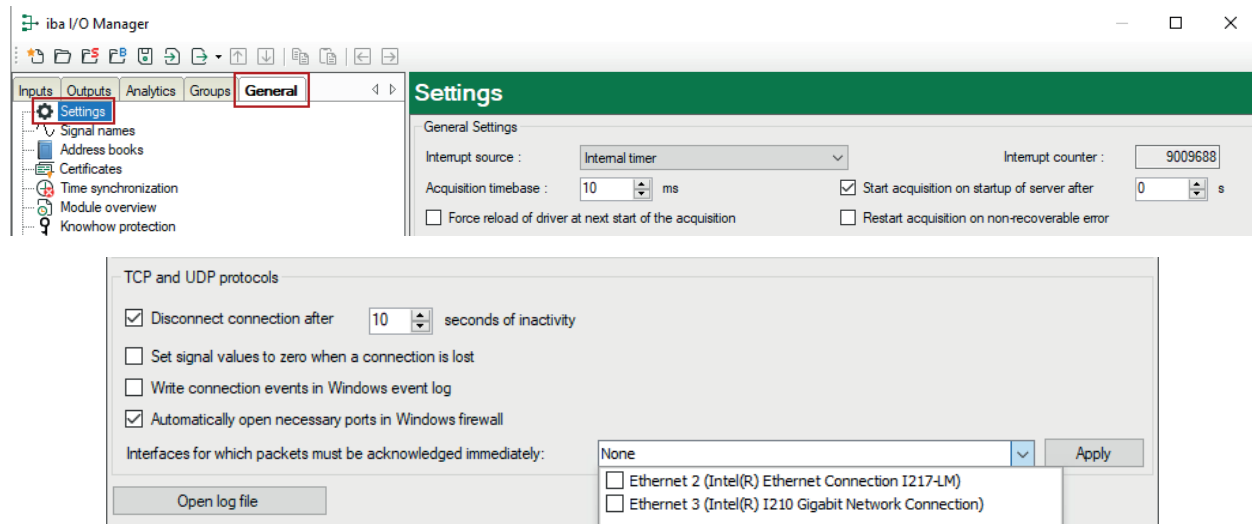 iba I/O Manager
Inputs Outputs Analytics Groups General
Settings
Signal names
Address books
Certificates
Time synchronization
Module overview
Knowhow protection
Settings
General Settings
Interrupt source : Internal timer Interrupt counter : 9009688
Acquisition timebase : 10 ms Start acquisition on startup of server after 0 s
Force reload of driver at next start of the acquisition Restart acquisition on non-recoverable error
TCP and UDP protocols
Disconnect connection after 10 seconds of inactivity
Set signal values to zero when a connection is lost
Write connection events in Windows event log
Automatically open necessary ports in Windows firewall
Interfaces for which packets must be acknowledged immediately: None Apply
Ethernet 2 (Intel(R) Ethernet Connection I217-LM)
Open log file
Ethernet 3 (Intel(R) I210 Gigabit Network Connection)